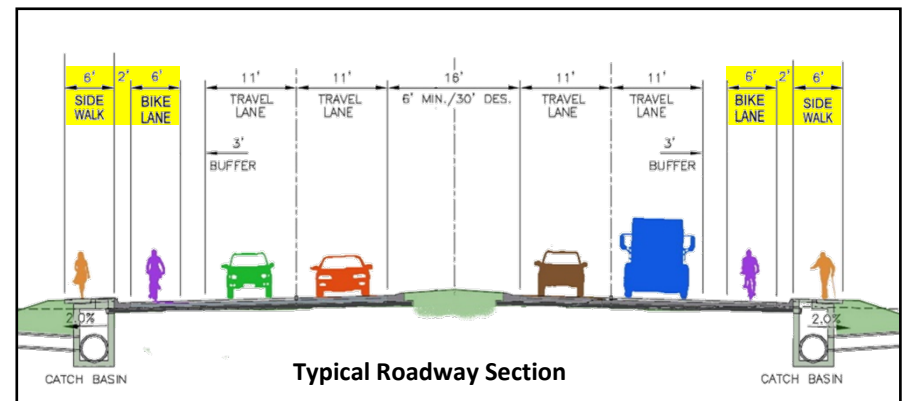 6' 2' 6' 11' 11' 16' 11' 11' 6' 2' 6'
SIDE WALK BIKE LANE TRAVEL LANE TRAVEL LANE 6' MIN./30' DES. TRAVEL LANE TRAVEL LANE BIKE LANE SIDE WALK
3' 3'
BUFFER BUFFER
2.0% 2.0%
Typical Roadway Section
CATCH BASIN CATCH BASIN